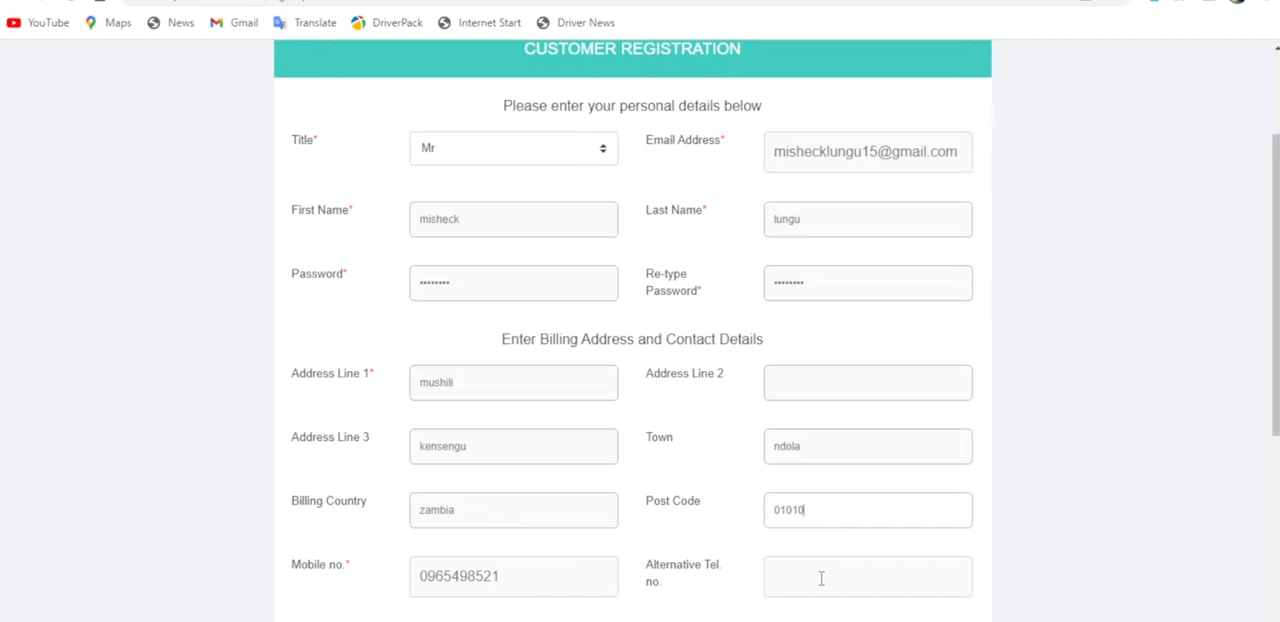 YouTube Maps News Gmail Translate DriverPack Internet Start Driver News
CUSTOMER REGISTRATION
Please enter your personal details below
Title* Mr Email Address* mishecklungu15@gmail.com
First Name* misheck Last Name* lungu
Password* •••••••• Re-type Password* ••••••••
Enter Billing Address and Contact Details
Address Line 1* mushili Address Line 2
Address Line 3 kensengu Town ndola
Billing Country zambia Post Code 01010
Mobile no.* 0965498521 Alternative Tel. no.